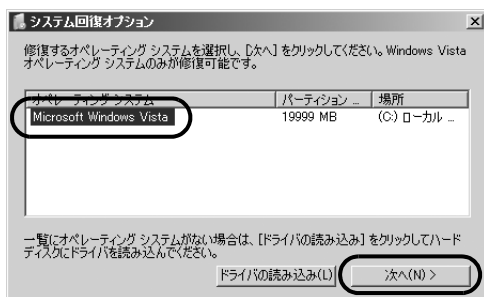 システム回復オプション
修復するオペレーティング システムを選択し、[次へ] をクリックしてください。Windows Vista
オペレーティング システムのみが修復可能です。
オペレーティング システム パーティション ... 場所
Microsoft Windows Vista 19999 MB (C:) ローカル ...
一覧にオペレーティング システムがない場合は、[ドライバの読み込み] をクリックしてハード
ディスクにドライバを読み込んでください。
ドライバの読み込み(L) 次へ(N) >